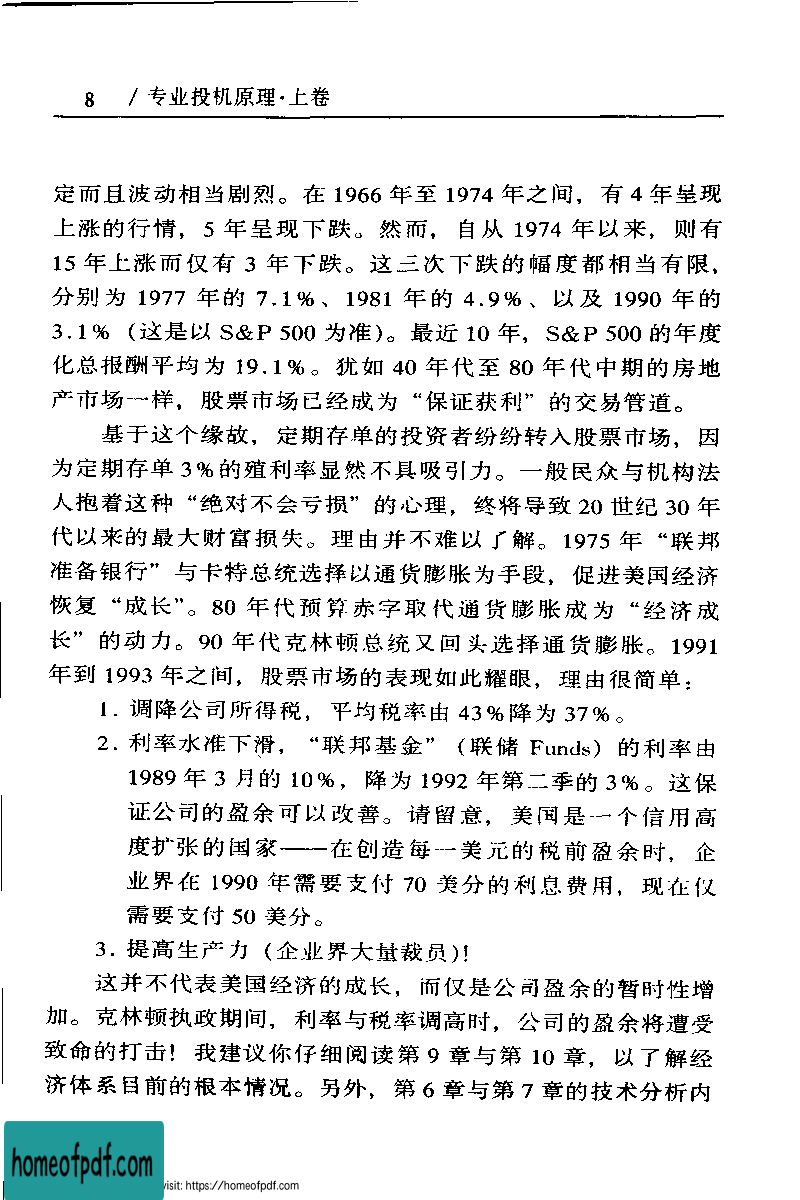 8 / 专业投机原理·上卷
定而且波动相当剧烈。在 1966 年至 1974 年之间，有 4 年呈现
上涨的行情，5 年呈现下跌。然而，自从 1974 年以来，则有
15 年上涨而仅有 3 年下跌。这三次下跌的幅度都相当有限，
分别为 1977 年的 7.1%、1981 年的 4.9%、以及 1990 年的
3.1%（这是以 S&P 500 为准）。最近 10 年，S&P 500 的年度
化总报酬平均为 19.1%。犹如 40 年代至 80 年代中期的房地
产市场一样，股票市场已经成为“保证获利”的交易管道。
基于这个缘故，定期存单的投资者纷纷转入股票市场，因
为定期存单 3%的殖利率显然不具吸引力。一般民众与机构法
人抱着这种“绝对不会亏损”的心理，终将导致 20 世纪 30 年
代以来的最大财富损失。理由并不难以了解。1975 年“联邦
准备银行”与卡特总统选择以通货膨胀为手段，促进美国经济
恢复“成长”。80 年代预算赤字取代通货膨胀成为“经济成
长”的动力。90 年代克林顿总统又回头选择通货膨胀。1991
年到 1993 年之间，股票市场的表现如此耀眼，理由很简单：
1. 调降公司所得税，平均税率由 43%降为 37%。
2. 利率水准下滑，“联邦基金”（联储 Funds）的利率由
1989 年 3 月的 10%，降为 1992 年第二季的 3%。这保
证公司的盈余可以改善。请留意，美国是一个信用高
度扩张的国家——在创造每一美元的税前盈余时，企
业界在 1990 年需要支付 70 美分的利息费用，现在仅
需要支付 50 美分。
3. 提高生产力（企业界大量裁员）!
这并不代表美国经济的成长，而仅是公司盈余的暂时性增
加。克林顿执政期间，利率与税率调高时，公司的盈余将遭受
致命的打击！我建议你仔细阅读第 9 章与第 10 章，以了解经
济体系目前的根本情况。另外，第 6 章与第 7 章的技术分析内
homeofpdf.com
visit: https://homeofpdf.com